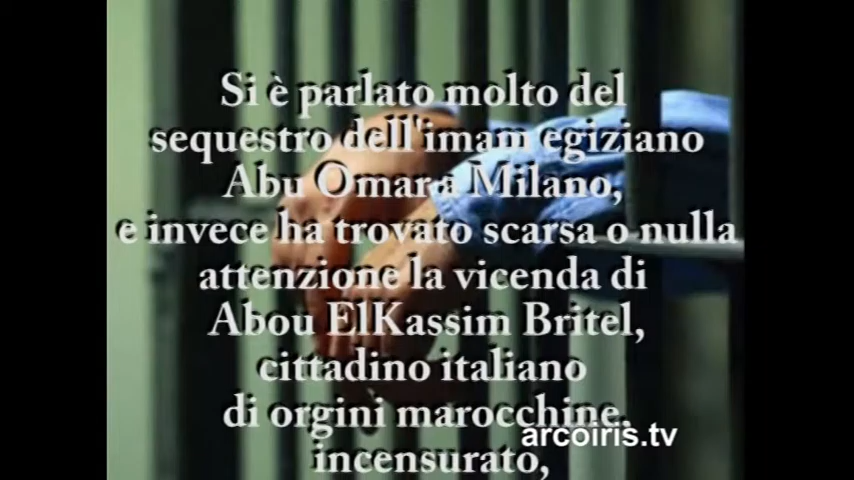 Si è parlato molto del
sequestro dell'imam egiziano
Abu Omar a Milano,
e invece ha trovato scarsa o nulla
attenzione la vicenda di
Abou ElKassim Britel,
cittadino italiano
di orgini marocchine,
incensurato,
arcoiris.tv